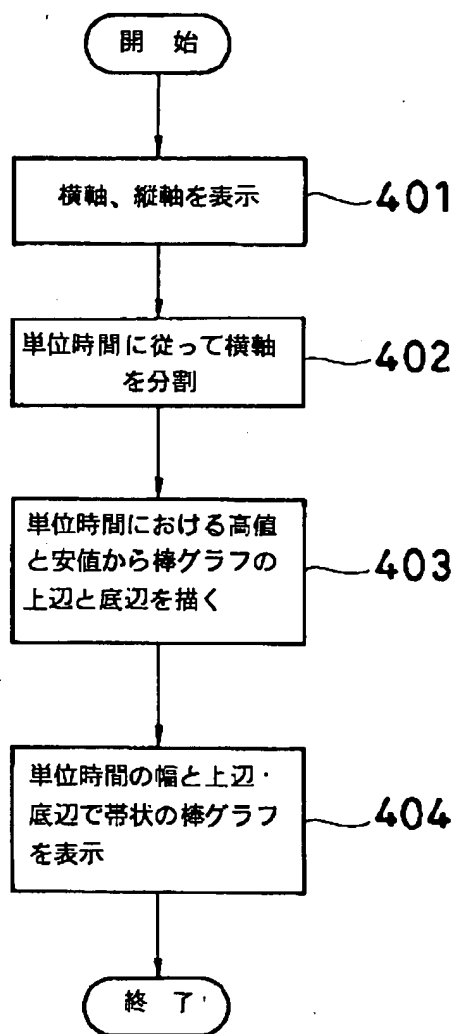 開 始
横軸、縦軸を表示
401
単位時間に従って横軸
を分割
402
単位時間における高値
と安値から棒グラフの
上辺と底辺を描く
403
単位時間の幅と上辺・
底辺で帯状の棒グラフ
を表示
404
終 了